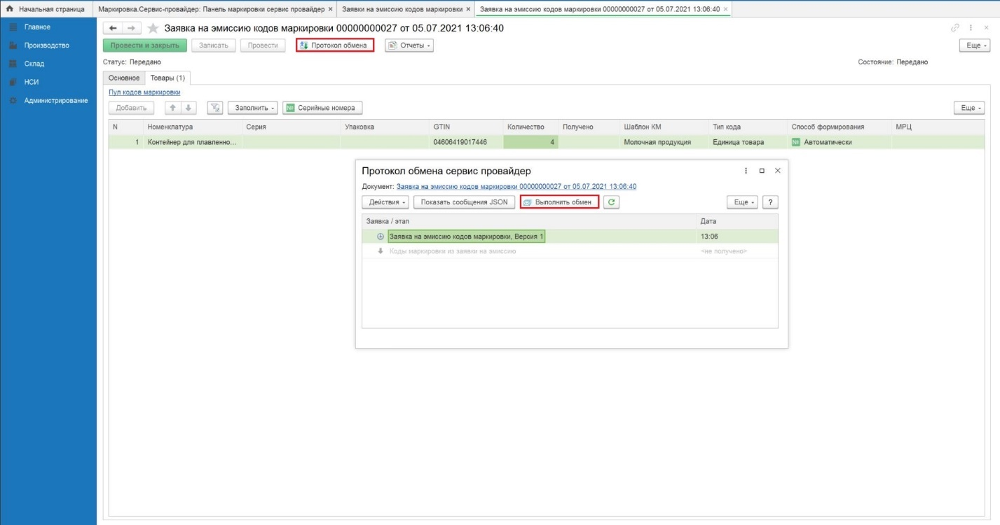 Начальная страница
Маркировка.Сервис-провайдер: Панель маркировки сервис провайдер ×
Заявки на эмиссию кодов маркировки ×
Заявка на эмиссию кодов маркировки 00000000027 от 05.07.2021 13:06:40 ×
Главное
Производство
Склад
НСИ
Администрирование
Заявка на эмиссию кодов маркировки 00000000027 от 05.07.2021 13:06:40
Провести и закрыть Записать Провести Протокол обмена Отчеты Еще
Статус: Передано Состояние: Передано
Основное Товары (1)
Пул кодов маркировки
Добавить Заполнить № Серийные номера Еще
N Номенклатура Серия Упаковка GTIN Количество Получено Шаблон КМ Тип кода Способ формирования МРЦ
1 Контейнер для плавленно... 04606419017446 4 Молочная продукция Единица товара № Автоматически
Протокол обмена сервис провайдер
Документ: Заявка на эмиссию кодов маркировки 00000000027 от 05.07.2021 13:06:40
Действия Показать сообщения JSON Выполнить обмен Еще ?
Заявка / этап Дата
Заявка на эмиссию кодов маркировки, Версия 1 13:06
Коды маркировки из заявки на эмиссию <не получено>